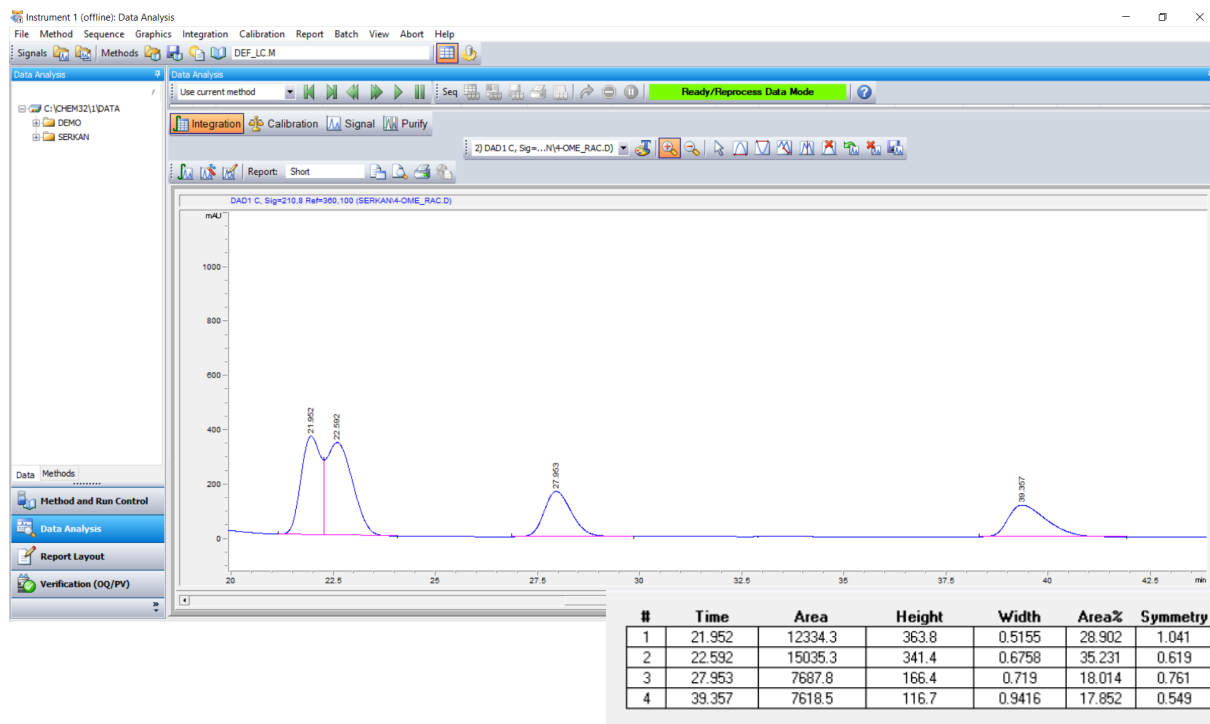 Instrument 1 (offline): Data Analysis
File Method Sequence Graphics Integration Calibration Report Batch View Abort Help
Signals Methods DEF_LC.M
Data Analysis
Data Analysis
Use current method Seq Ready/Reprocess Data Mode
C:\CHEM32\1\DATA
DEMO
SERKAN
Integration Calibration Signal Purify
2) DAD1 C, Sig=...N\4-OME_RAC.D)
Report: Short
DAD1 C, Sig=210,8 Ref=360,100 (SERKAN\4-OME_RAC.D)
mAU
1000
800
600
400
200
0
21.952
22.592
27.953
39.357
20 22.5 25 27.5 30 32.5 35 37.5 40 42.5 min
Data Methods
Method and Run Control
Data Analysis
Report Layout
Verification (OQ/PV)
# Time Area Height Width Area% Symmetry
1 21.952 12334.3 363.8 0.5155 28.902 1.041
2 22.592 15035.3 341.4 0.6758 35.231 0.619
3 27.953 7687.8 166.4 0.719 18.014 0.761
4 39.357 7618.5 116.7 0.9416 17.852 0.549